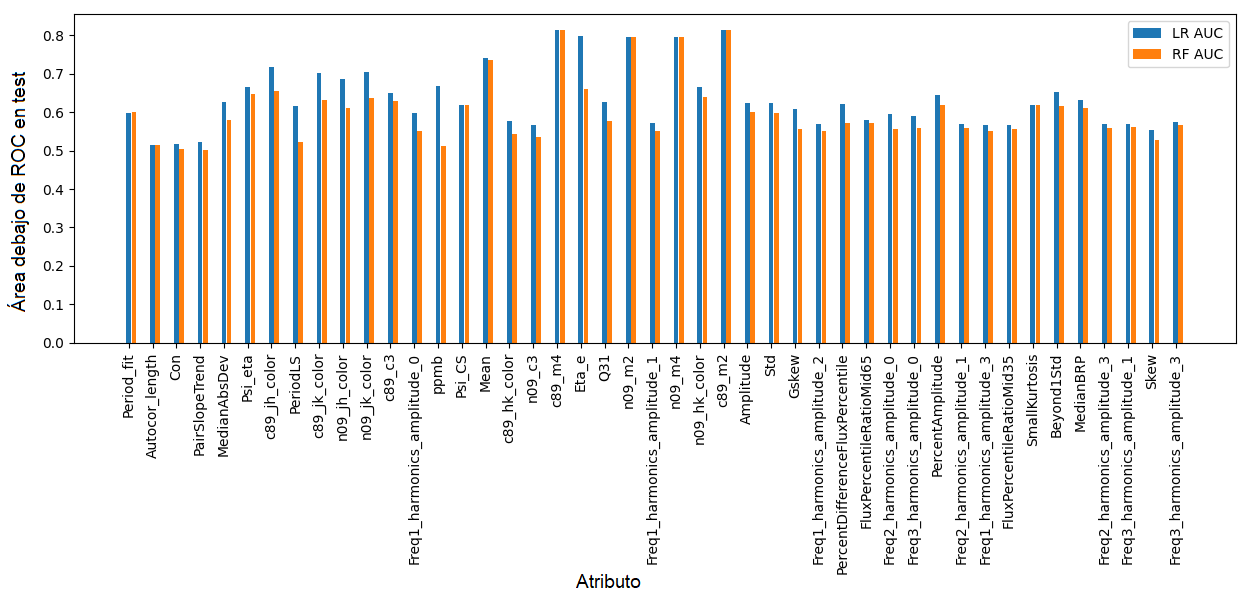 LR AUC
RF AUC
Área debajo de ROC en test
0.8
0.7
0.6
0.5
0.4
0.3
0.2
0.1
0.0
Period_fit
Autocor_length
Con
PairSlopeTrend
MedianAbsDev
Psi_eta
c89_jh_color
PeriodLS
c89_jk_color
n09_jh_color
n09_jk_color
c89_c3
Freq1_harmonics_amplitude_0
ppmb
Psi_CS
Mean
c89_hk_color
n09_c3
c89_m4
Eta_e
Q31
n09_m2
Freq1_harmonics_amplitude_1
n09_m4
n09_hk_color
c89_m2
Amplitude
Std
Gskew
Freq1_harmonics_amplitude_2
PercentDifferenceFluxPercentile
FluxPercentileRatioMid65
Freq2_harmonics_amplitude_0
Freq3_harmonics_amplitude_0
PercentAmplitude
Freq2_harmonics_amplitude_1
Freq1_harmonics_amplitude_3
FluxPercentileRatioMid35
SmallKurtosis
Beyond1Std
MedianBRP
Freq2_harmonics_amplitude_3
Freq3_harmonics_amplitude_1
Skew
Freq3_harmonics_amplitude_3
Atributo